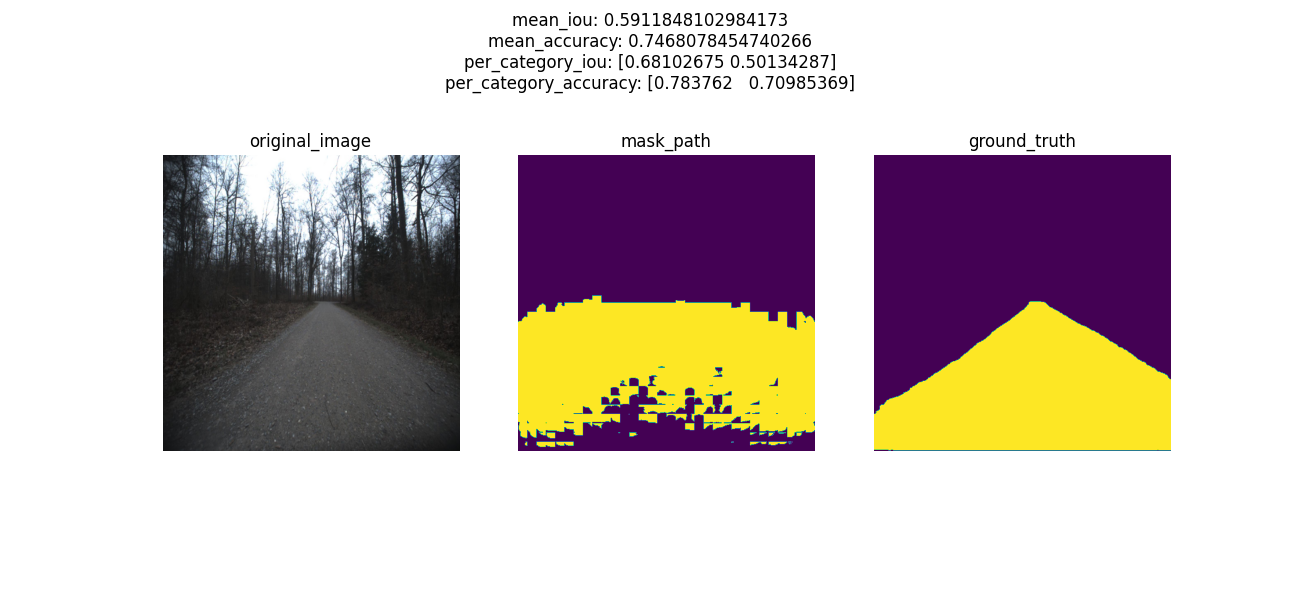 mean_iou: 0.5911848102984173
mean_accuracy: 0.7468078454740266
per_category_iou: [0.68102675 0.50134287]
per_category_accuracy: [0.783762   0.70985369]
original_image
mask_path
ground_truth